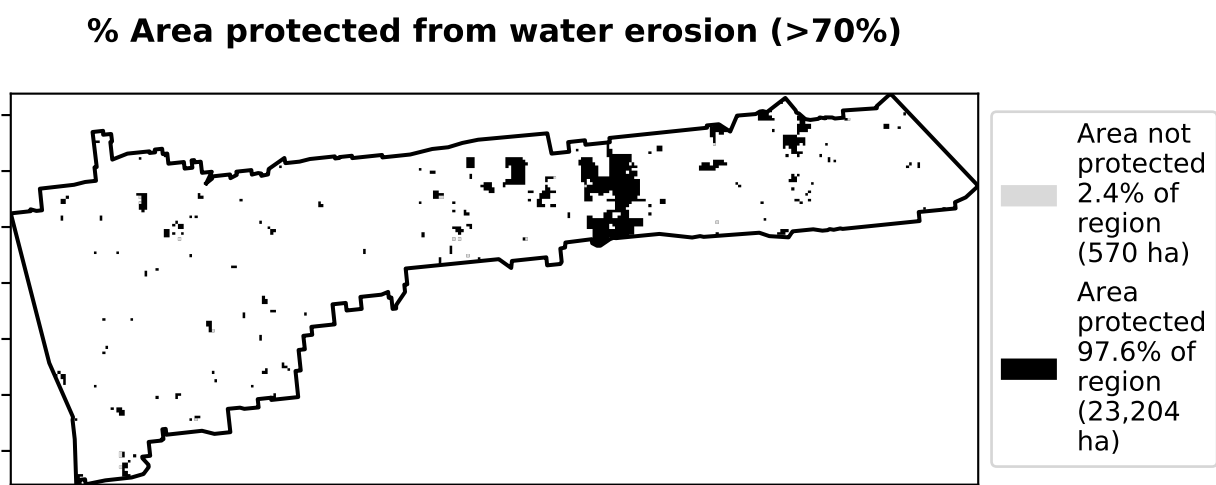 % Area protected from water erosion (>70%)
Area not
protected
2.4% of
region
(570 ha)
Area
protected
97.6% of
region
(23,204
ha)